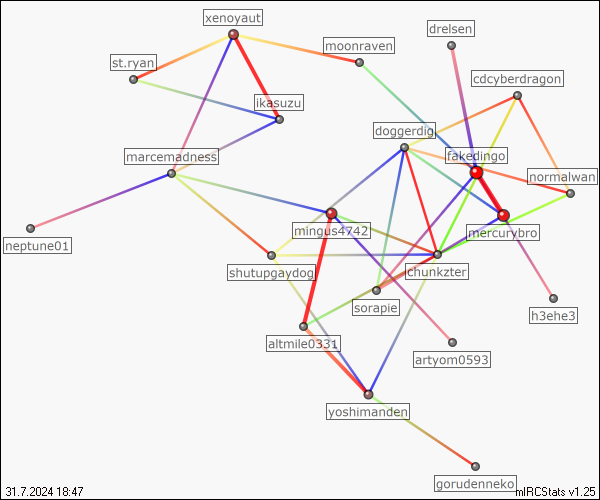 xenoyaut
drelsen
moonraven
st.ryan
cdcyberdragon
ikasuzu
doggerdig
marcemadness
fakedingo
normalwan
mingus4742
mercurybro
neptune01
shutupgaydog
chunkzter
sorapie
h3ehe3
altmile0331
artyom0593
yoshimanden
gorudenneko
31.7.2024 18:47
mIRCStats v1.25